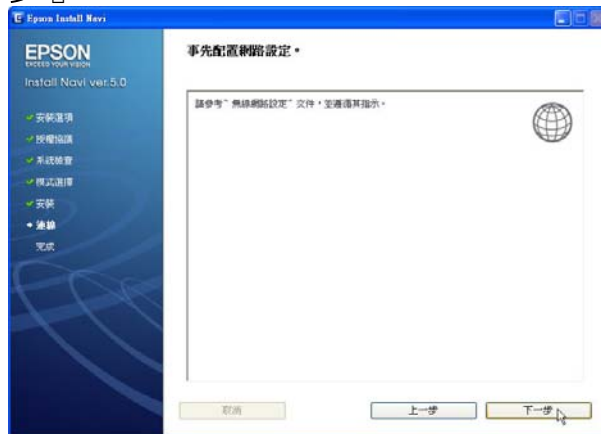 Epson Install Navi
EPSON
EXCEED YOUR VISION
Install Navi ver.5.0
安裝選項
授權協議
系統檢查
模式選擇
安裝
連線
完成
事先配置網路設定。
請參考"無線網路設定"文件，並遵循其指示。
取消
上一步
下一步